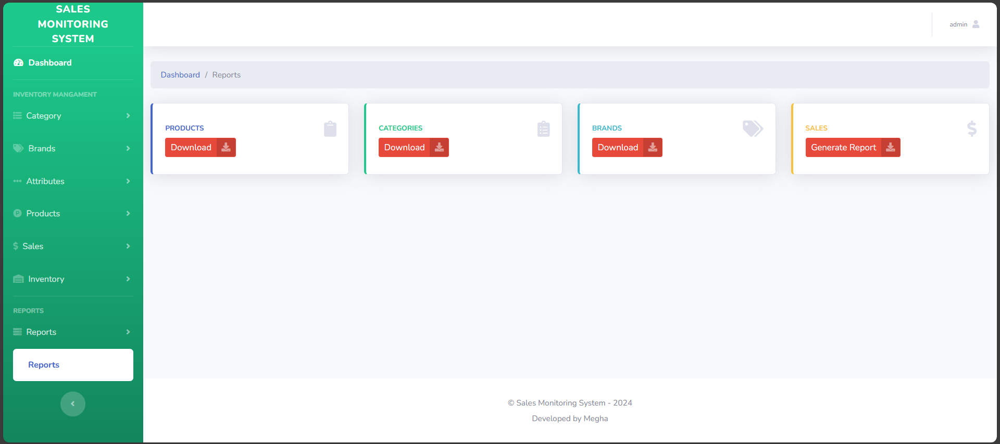 SALES
MONITORING
SYSTEM
Dashboard
INVENTORY MANGAMENT
Category
Brands
Attributes
Products
Sales
Inventory
REPORTS
Reports
Reports
admin
Dashboard / Reports
PRODUCTS
Download
CATEGORIES
Download
BRANDS
Download
SALES
Generate Report
© Sales Monitoring System - 2024
Developed by Megha